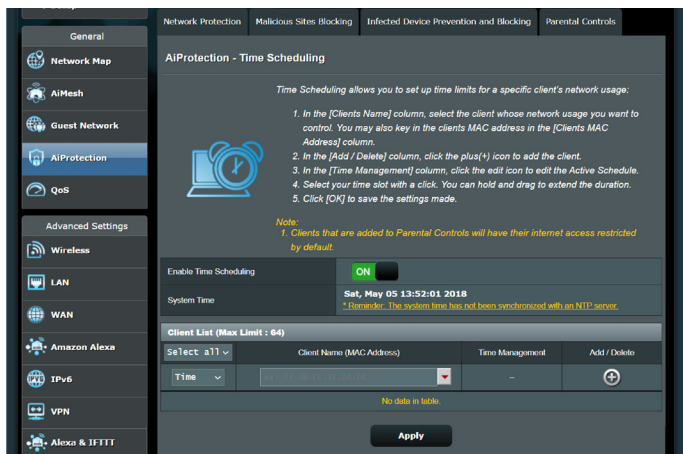 Network Protection
Malicious Sites Blocking
Infected Device Prevention and Blocking
Parental Controls
General
Network Map
AiMesh
Guest Network
AiProtection
QoS
Advanced Settings
Wireless
LAN
WAN
Amazon Alexa
IPv6
VPN
Alexa & IFTTT
AiProtection - Time Scheduling
Time Scheduling allows you to set up time limits for a specific client's network usage:
1. In the [Clients Name] column, select the client whose network usage you want to
control. You may also key in the clients MAC address in the [Clients MAC
Address] column.
2. In the [Add / Delete] column, click the plus(+) icon to add the client.
3. In the [Time Management] column, click the edit icon to edit the Active Schedule.
4. Select your time slot with a click. You can hold and drag to extend the duration.
5. Click [OK] to save the settings made.
Note:
1. Clients that are added to Parental Controls will have their internet access restricted
by default.
Enable Time Scheduling
ON
System Time
Sat, May 05 13:52:01 2018
* Reminder: The system time has not been synchronized with an NTP server.
Client List (Max Limit : 64)
Select all
Client Name (MAC Address)
Time Management
Add / Delete
Time
–
No data in table.
Apply